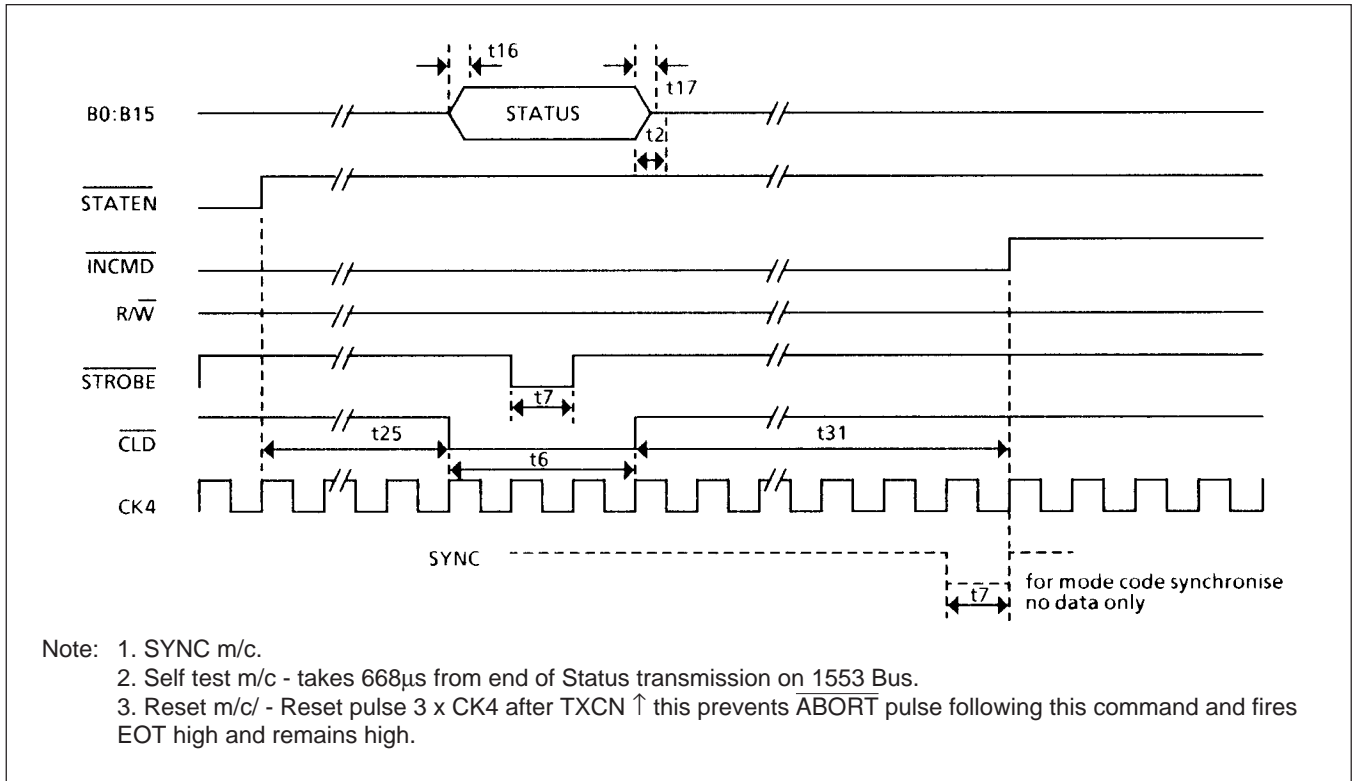 t16
t17
B0:B15
STATUS
t2
STATEN
INCMD
R/W
STROBE
t7
CLD
t25
t31
t6
CK4
SYNC
t7
for mode code synchronise
no data only
Note: 1. SYNC m/c.
2. Self test m/c - takes 668µs from end of Status transmission on 1553 Bus.
3. Reset m/c/ - Reset pulse 3 x CK4 after TXCN ↑ this prevents ABORT pulse following this command and fires
EOT high and remains high.